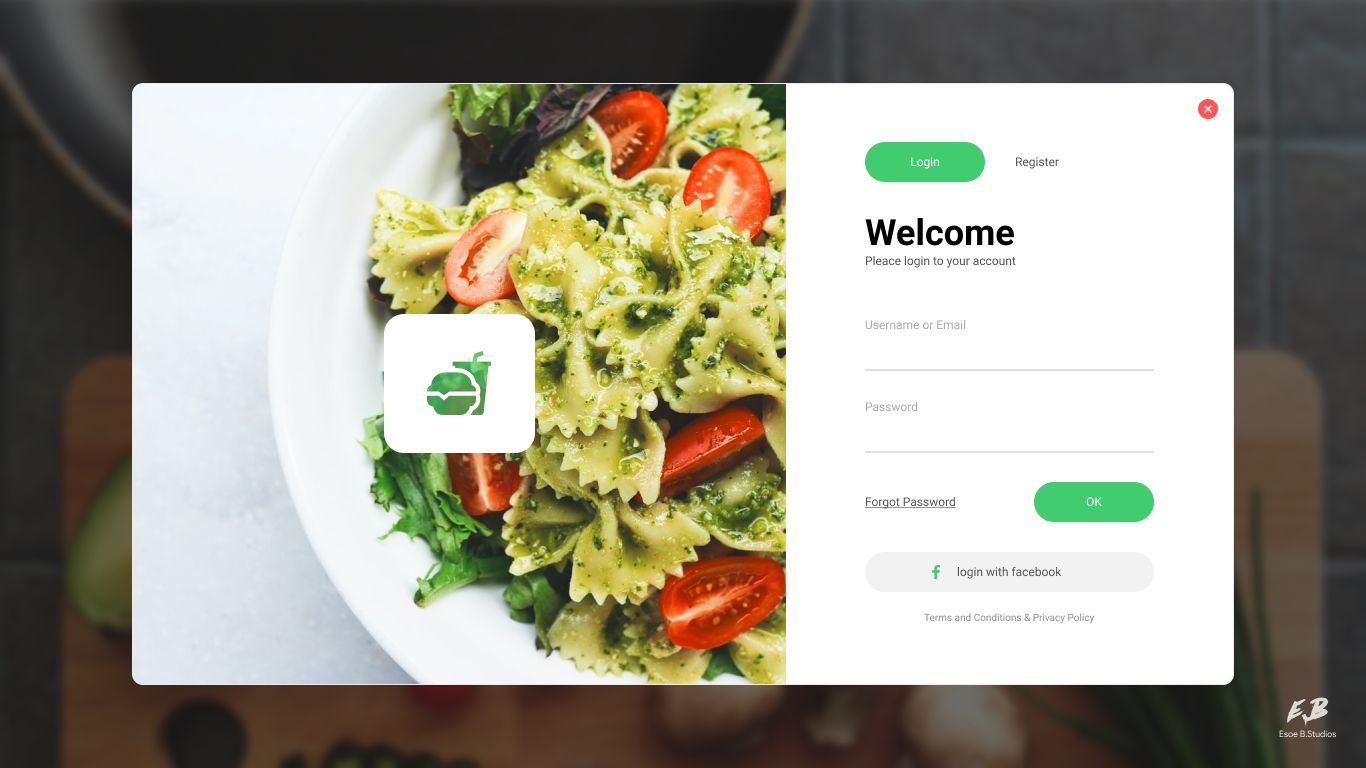 Login
Register
Welcome
Pleace login to your account
Username or Email
Password
Forgot Password
OK
login with facebook
Terms and Conditions & Privacy Policy
E.B
Esoe B.Studios